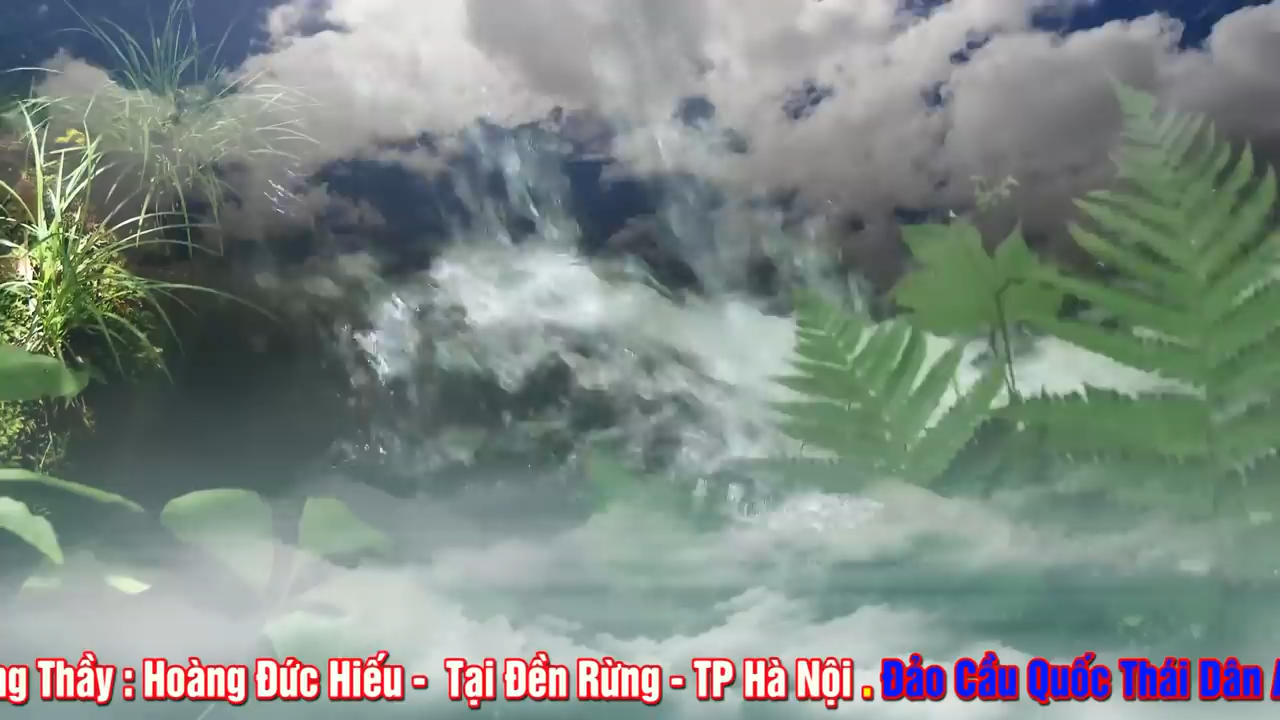 Thầy : Hoàng Đức Hiếu - Tại Đền Rừng - TP Hà Nội . Đảo Cầu Quốc Thái Dân